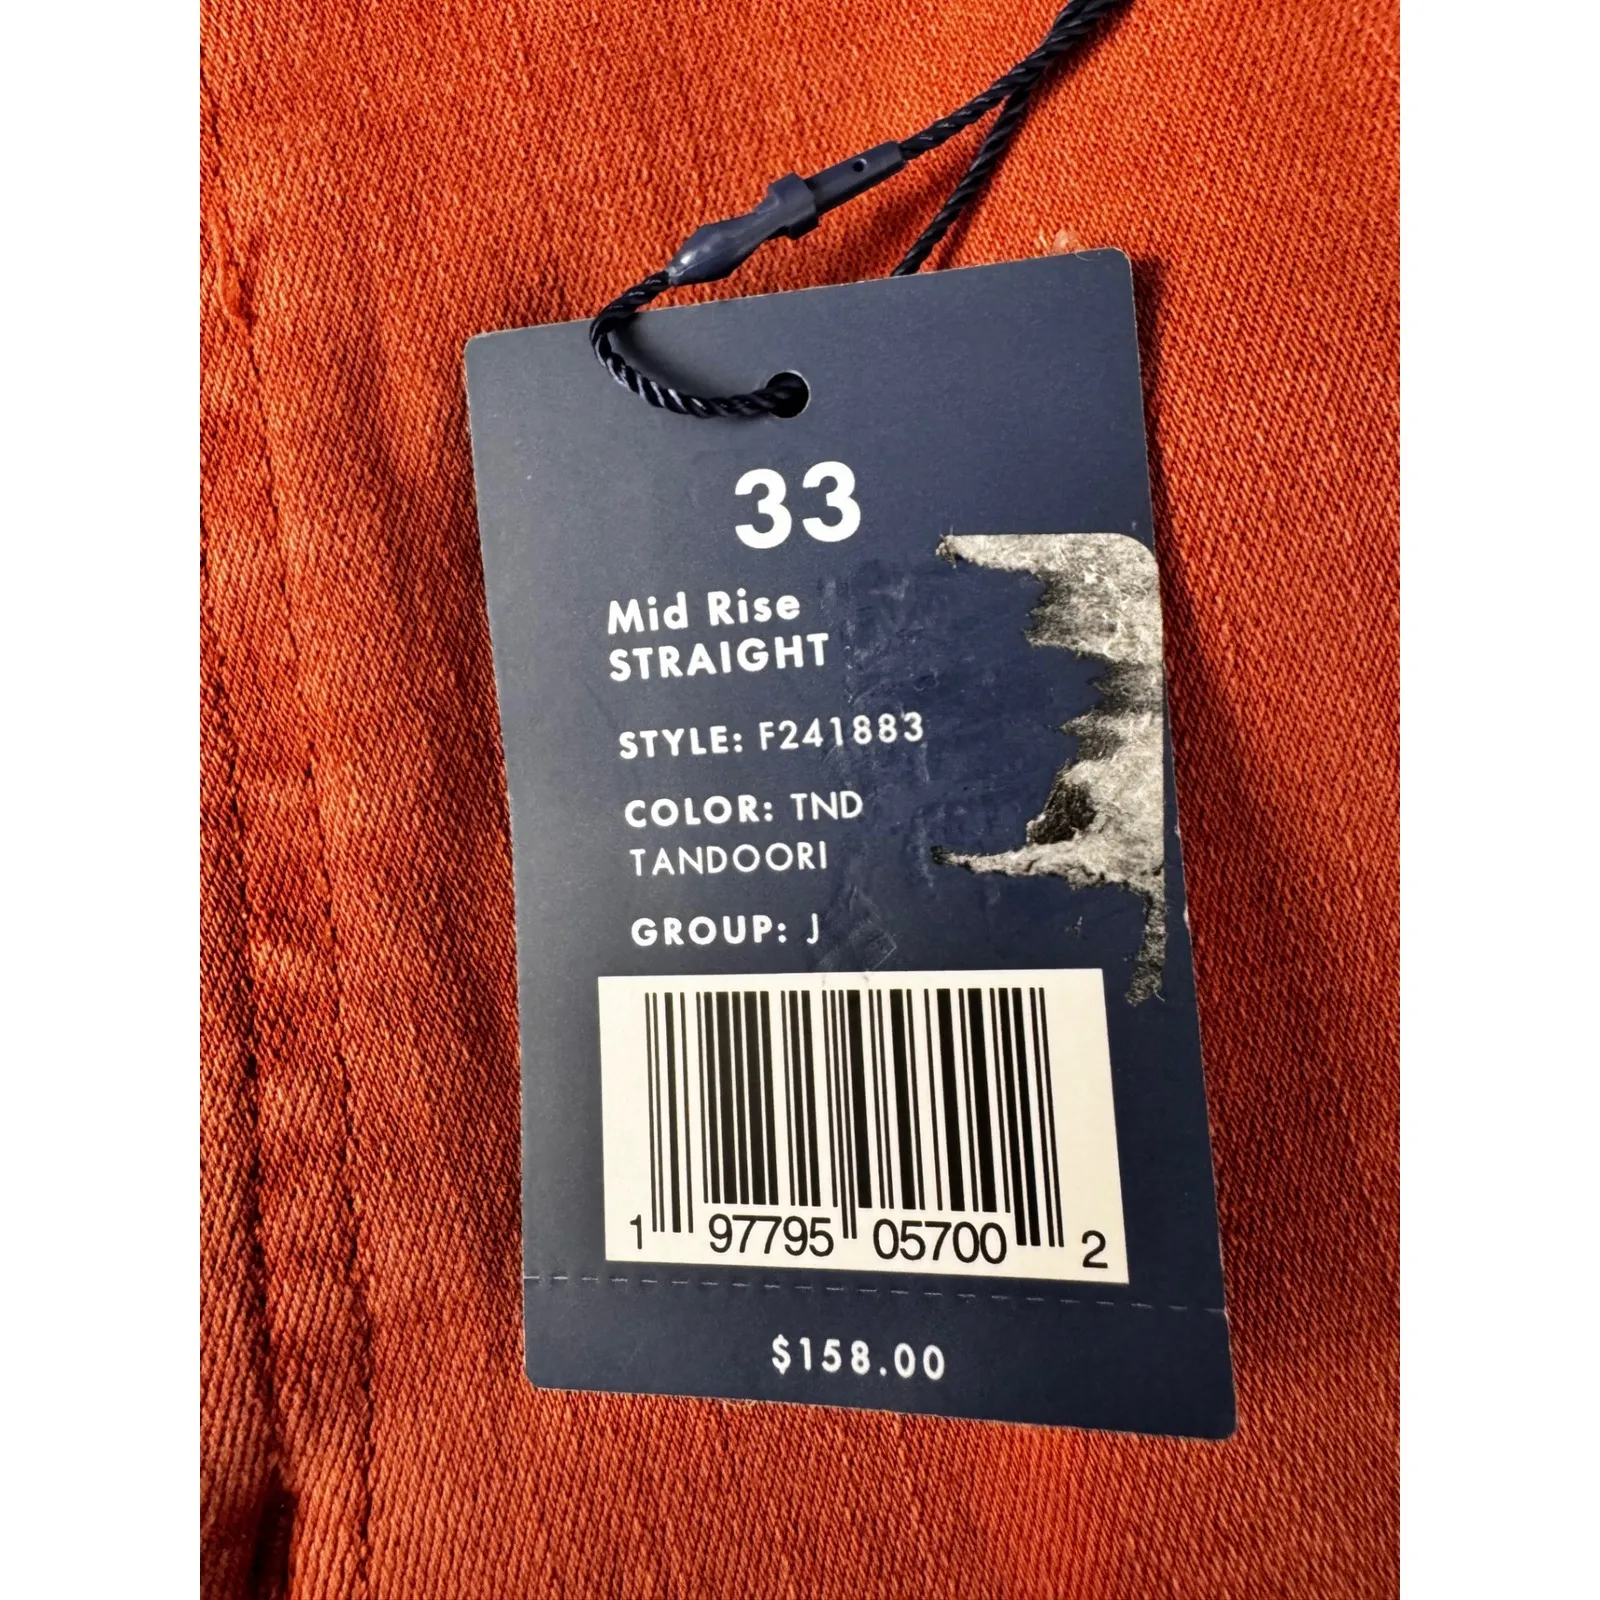 33
Mid Rise
STRAIGHT
STYLE: F241883
COLOR: TND
TANDOORI
GROUP: J
1 97795 05700 2
$158.00